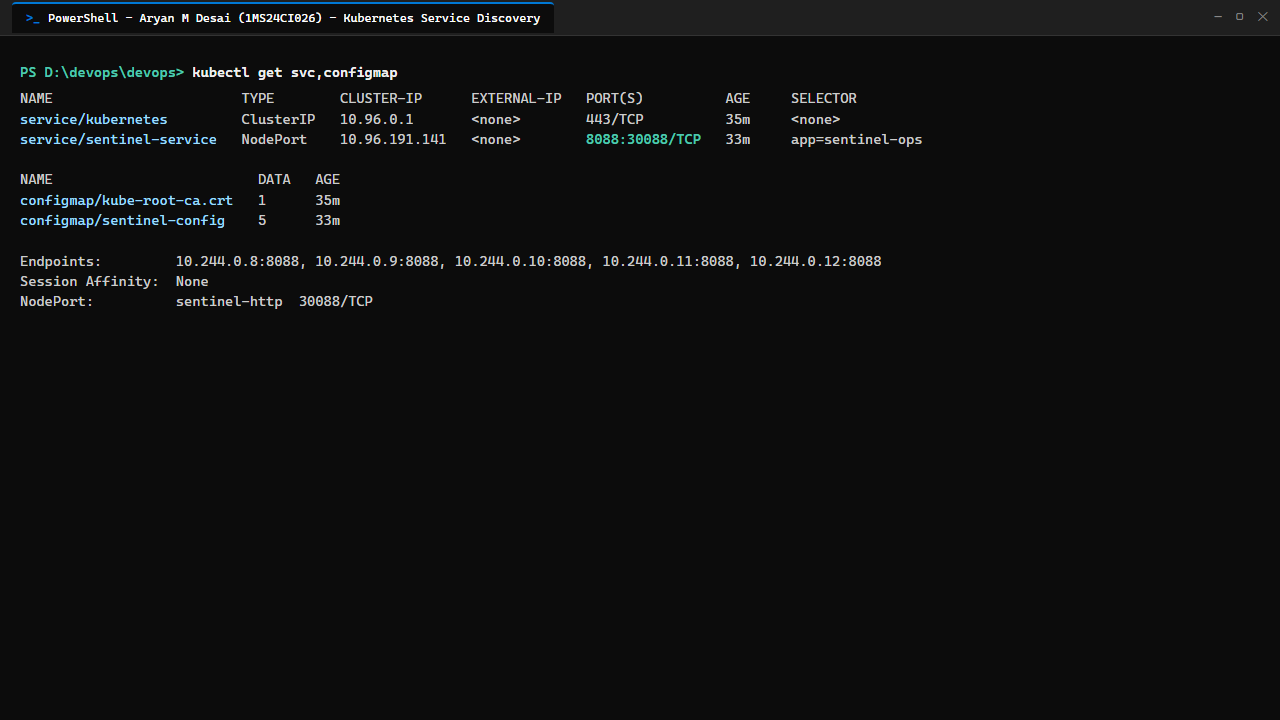 >_ PowerShell - Aryan M Desai (1MS24CI026) - Kubernetes Service Discovery
PS D:\devops\devops> kubectl get svc,configmap
NAME                       TYPE        CLUSTER-IP      EXTERNAL-IP   PORT(S)          AGE     SELECTOR
service/kubernetes         ClusterIP   10.96.0.1       <none>        443/TCP          35m     <none>
service/sentinel-service   NodePort    10.96.191.141   <none>        8088:30088/TCP   33m     app=sentinel-ops
NAME                         DATA   AGE
configmap/kube-root-ca.crt   1      35m
configmap/sentinel-config    5      33m
Endpoints:         10.244.0.8:8088, 10.244.0.9:8088, 10.244.0.10:8088, 10.244.0.11:8088, 10.244.0.12:8088
Session Affinity:  None
NodePort:          sentinel-http  30088/TCP